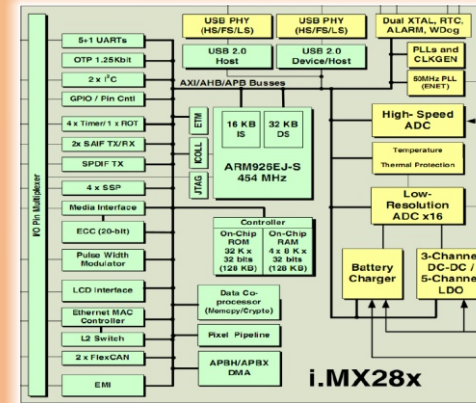 USB PHY
(HS/FS/LS)
USB PHY
(HS/FS/LS)
Dual XTAL, RTC,
ALARM, WDog
5+1 UARTs
OTP 1.25Kbit
2 x I²C
GPIO / Pin Cntl
4 x Timer/1 x ROT
2x SAIF TX/RX
SPDIF TX
4 x SSP
Media Interface
ECC (20-bit)
Pulse Width
Modulator
LCD Interface
Ethernet MAC
Controller
L2 Switch
2 x FlexCAN
EMI
I/O Pin Multiplexer
USB 2.0
Host
USB 2.0
Device/Host
AXI/AHB/APB Busses
ETM
ICOLL
JTAG
16 KB
IS
32 KB
DS
ARM926EJ-S
454 MHz
Controller
On-Chip
ROM
32 K x
32 bits
(128 KB)
On-Chip
RAM
4 x 8 K x
32 bits
(128 KB)
Data Co-
processor
(Memcpy/Crypto)
Pixel Pipeline
APBH/APBX
DMA
PLLs and
CLKGEN
50MHz PLL
(ENET)
High- Speed
ADC
Temperature
Thermal Protection
Low-
Resolution
ADC x16
Battery
Charger
3-Channe
DC-DC /
5-Channel
LDO
i.MX28x